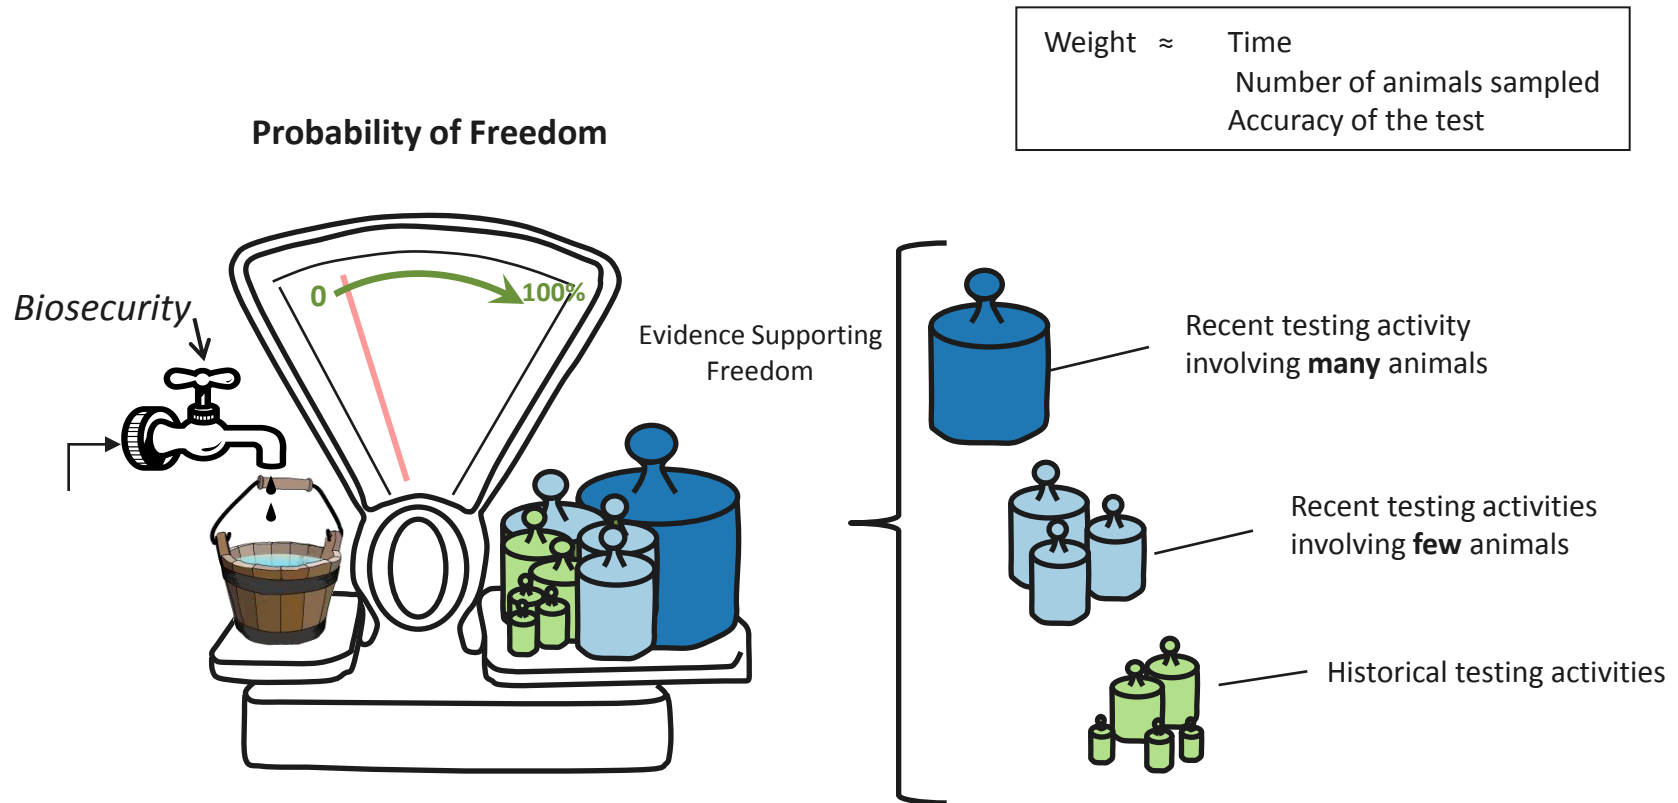 Weight ≈ Time
Number of animals sampled
Accuracy of the test
Probability of Freedom
0
100%
Biosecurity
Evidence Supporting
Freedom
Recent testing activity
involving many animals
Recent testing activities
involving few animals
Historical testing activities